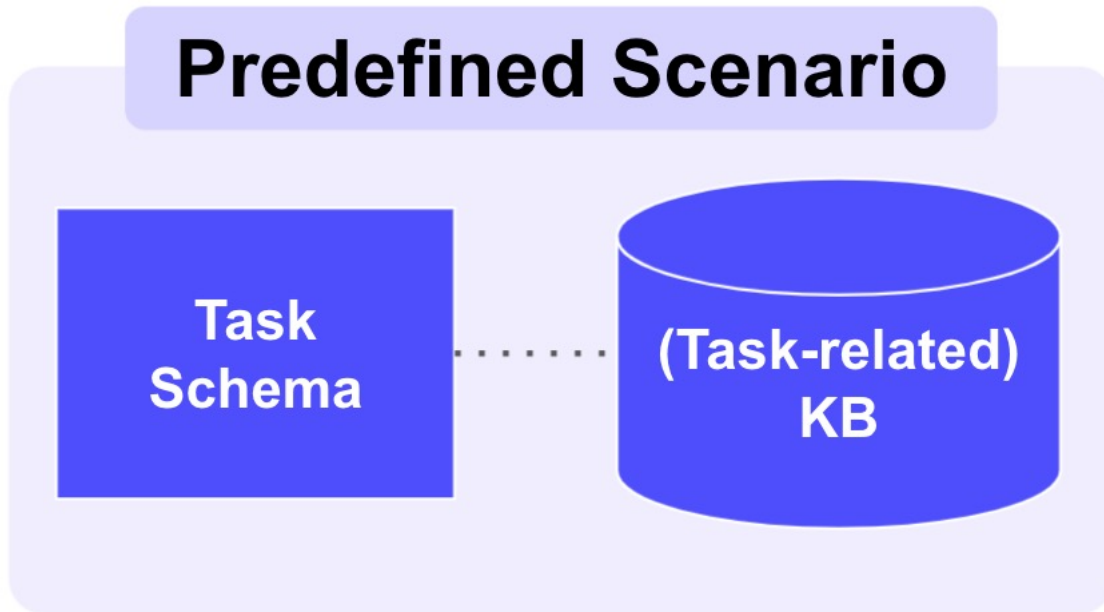 Predefined Scenario
Task
Schema
(Task-related)
KB